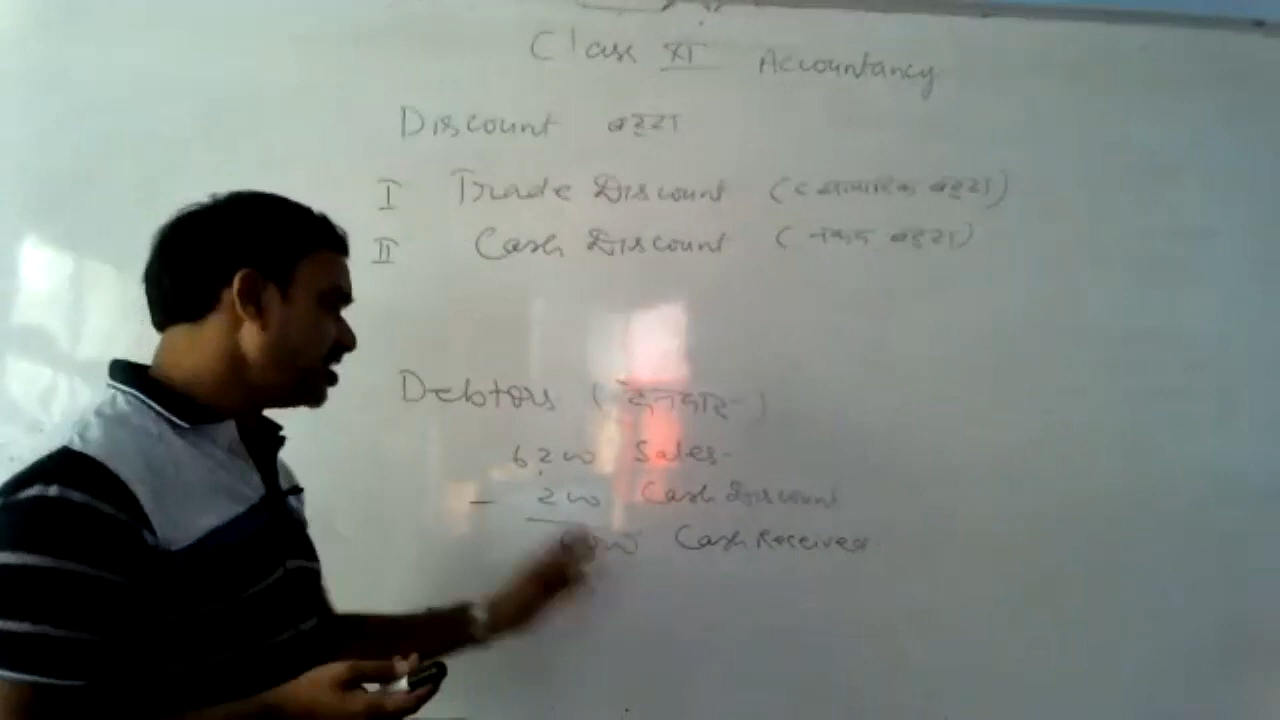 Class XI Accountancy
Discount बट्टा
I Trade Discount (व्यापारिक बट्टा)
II Cash Discount (नकद बट्टा)
Debtors (देनदार)
6200 Sales
- 200 Cash Discount
Cash Received